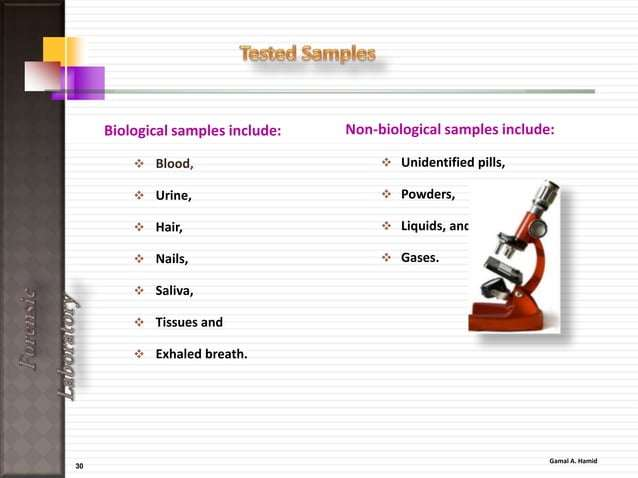 Tested Samples
Biological samples include:
❖ Blood,
❖ Urine,
❖ Hair,
❖ Nails,
❖ Saliva,
❖ Tissues and
❖ Exhaled breath.
Non-biological samples include:
❖ Unidentified pills,
❖ Powders,
❖ Liquids, and
❖ Gases.
Forensic
Laboratory
30
Gamal A. Hamid